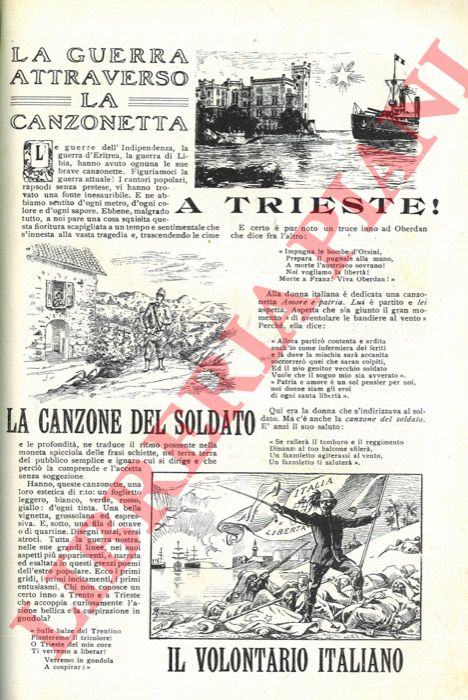 LA GUERRA
ATTRAVERSO
LA
CANZONETTA
Le guerre dell'Indipendenza, la
guerra d'Eritrea, la guerra di Li-
bia, hanno avuto ognuna le sue
brave canzonette. Figuriamoci la
guerra attuale! I cantori popolari,
rapsodi senza pretese, vi hanno tro-
vato una fonte inesauribile. E ne ab-
biamo sentito d'ogni metro, d'ogni co-
lore e d'ogni sapore. Ebbene, malgrado
tutto, a noi pare una cosa squisita que-
sta fioritura scapigliata a un tempo e sentimentale che
s'innesta alla vasta tragedia e, trascendendo le cime
A TRIESTE!
LA CANZONE DEL SOLDATO
e le profondità, ne traduce il ritmo possente nella
moneta spicciola delle frasi schiette, nella terra terra
del pubblico semplice e ignaro cui si dirige e che
perciò la comprende e l'accetta
senza soggezione.
Hanno, queste canzonette, una
loro estetica di rito: un foglietto
leggero, bianco, verde, rosso,
giallo: d'ogni tinta. Una bella
vignetta, grossolana ed espres-
siva. E, sotto, una fila di ottave
o di quartine. Disegni talvolta
atroci. Tutta la guerra è narrata,
nelle sue grandi linee, nei suoi
aspetti più appariscenti, è narrata
ed esaltata in questi gran poemi
dell'estro popolare. Ecco i primi
gridi, i primi incitamenti, i primi
entusiasmi. Chi non conosce un
certo inno a Trento e a Trieste
che accoppia curiosamente l'a-
zione bellica e la cospirazione in
gondola?
« Sulle balze del Trentino
Pianteremo il tricolore!
O Trieste del mio core
Ti verremo a liberar!
Verremo in gondola
A cospirar! »
E certo è pur noto un truce inno ad Oberdan
che dice fra l'altro:
« Impugna le bombe d'Orsini,
Prepara il pugnale alla mano,
A morte l'austriaco sovrano!
Noi vogliamo la libertà!
Morte a Franz! Viva Oberdan! »
Alla donna italiana è dedicata una canzo-
netta Amore e patria. Lui è partito e lei
aspetta. Aspetta che sia giunto il gran mo-
mento « di sventolare le bandiere al vento »
Perchè, ella dice:
« Allora partirò contenta e ardita
anch'io come infermiera dei feriti
e là dove la mischia sarà accanita
soccorrerò quei che saran colpiti,
Ed il mio genitor vecchio soldato
Vuole che il sogno mio sia avverato ».
« Patria e amore è un sol pensier per noi,
noi donne siam gli eroi
di ogni santa libertà ».
Qui era la donna che s'indirizzava al sol-
dato. Ma c'è anche la canzone del soldato.
E' anzi il suo saluto:
« Se rullerà il tamburo e il reggimento
Dinanzi al tuo balcone sfilerà,
Un fazzoletto agiterassi al vento,
Un fazzoletto ti saluterà ».
ITALIA
LIBERTÀ
IL VOLONTARIO ITALIANO
LIBRERIA PIANI
LIBRERIA PIANI